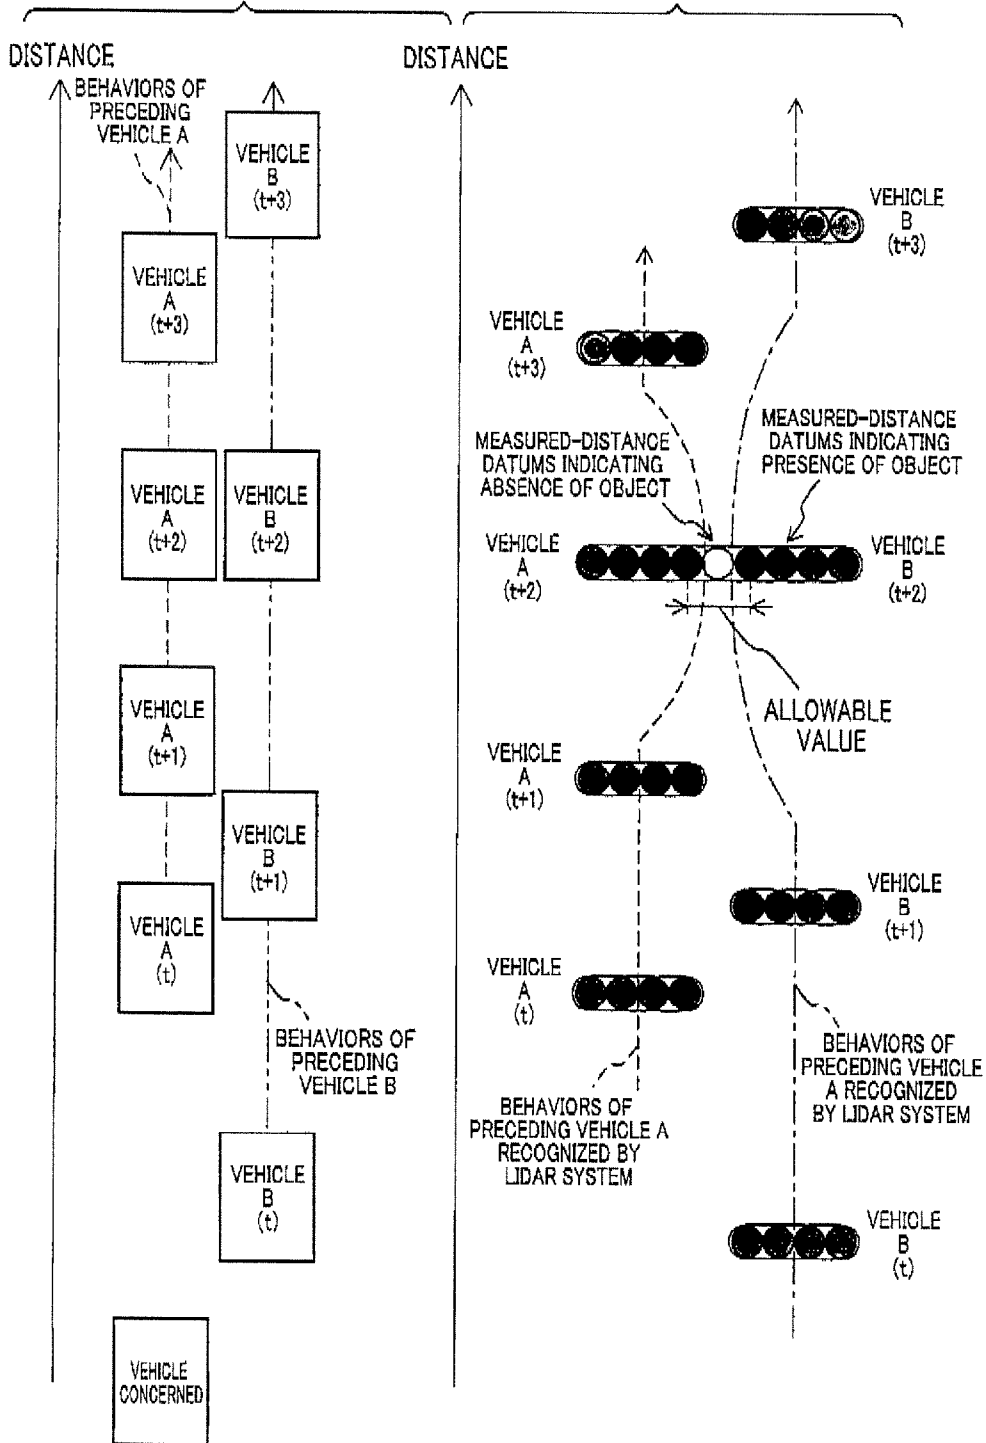 DISTANCE
BEHAVIORS OF
PRECEDING
VEHICLE A
VEHICLE
B
(t+3)
VEHICLE
A
(t+3)
VEHICLE
A
(t+2)
VEHICLE
B
(t+2)
VEHICLE
A
(t+1)
VEHICLE
B
(t+1)
VEHICLE
A
(t)
BEHAVIORS OF
PRECEDING
VEHICLE B
VEHICLE
B
(t)
VEHICLE
CONCERNED
DISTANCE
VEHICLE
B
(t+3)
VEHICLE
A
(t+3)
MEASURED-DISTANCE
DATUMS INDICATING
ABSENCE OF OBJECT
MEASURED-DISTANCE
DATUMS INDICATING
PRESENCE OF OBJECT
VEHICLE
A
(t+2)
VEHICLE
B
(t+2)
ALLOWABLE
VALUE
VEHICLE
A
(t+1)
VEHICLE
B
(t+1)
VEHICLE
A
(t)
BEHAVIORS OF
PRECEDING VEHICLE
A RECOGNIZED
BY LIDAR SYSTEM
BEHAVIORS OF
PRECEDING VEHICLE A
RECOGNIZED BY
LIDAR SYSTEM
VEHICLE
B
(t)